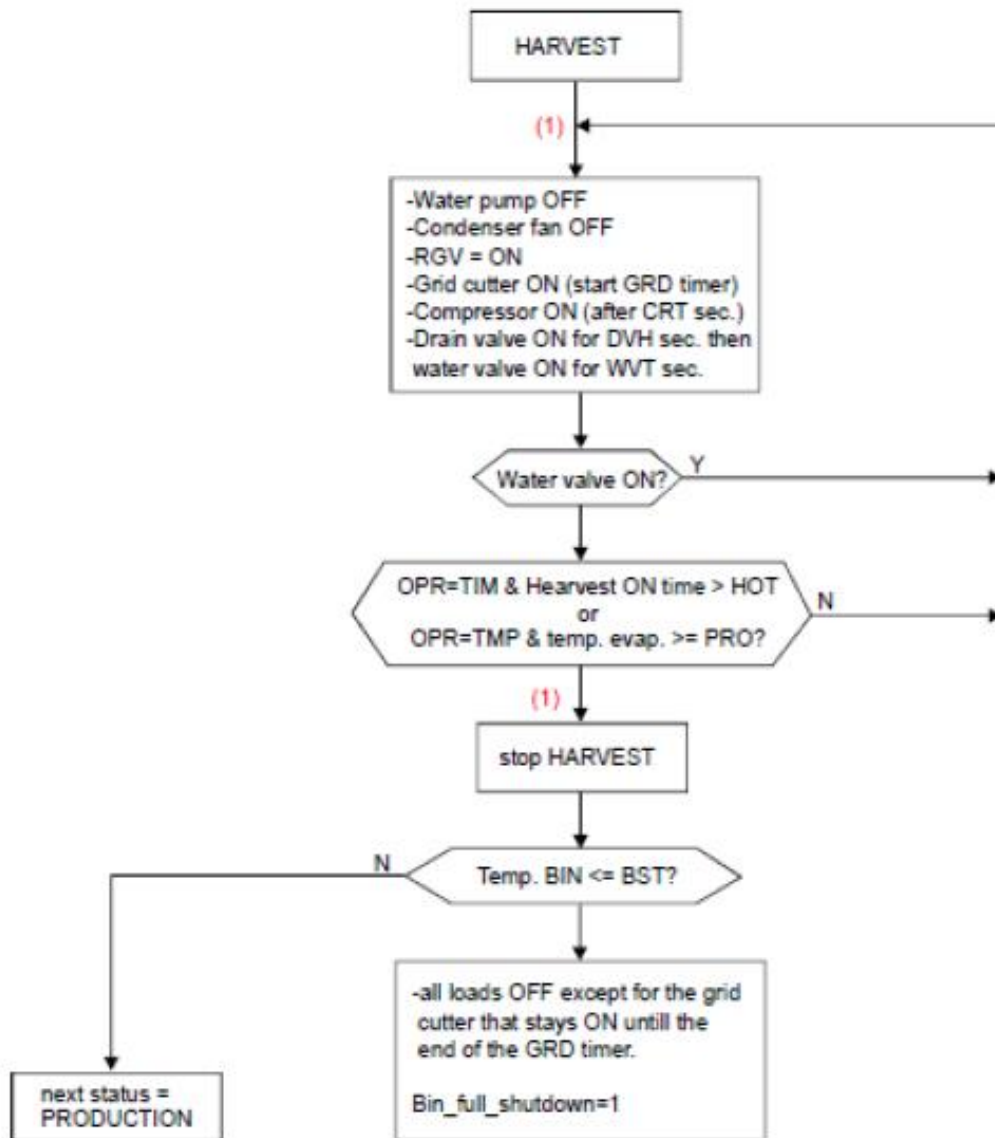 HARVEST
(1)
-Water pump OFF
-Condenser fan OFF
-RGV = ON
-Grid cutter ON (start GRD timer)
-Compressor ON (after CRT sec.)
-Drain valve ON for DVH sec. then
water valve ON for WVT sec.
Water valve ON?
Y
OPR=TIM & Hearvest ON time > HOT
or
OPR=TMP & temp. evap. >= PRO?
N
(1)
stop HARVEST
N
Temp. BIN <= BST?
-all loads OFF except for the grid
cutter that stays ON untill the
end of the GRD timer.
Bin_full_shutdown=1
next status =
PRODUCTION